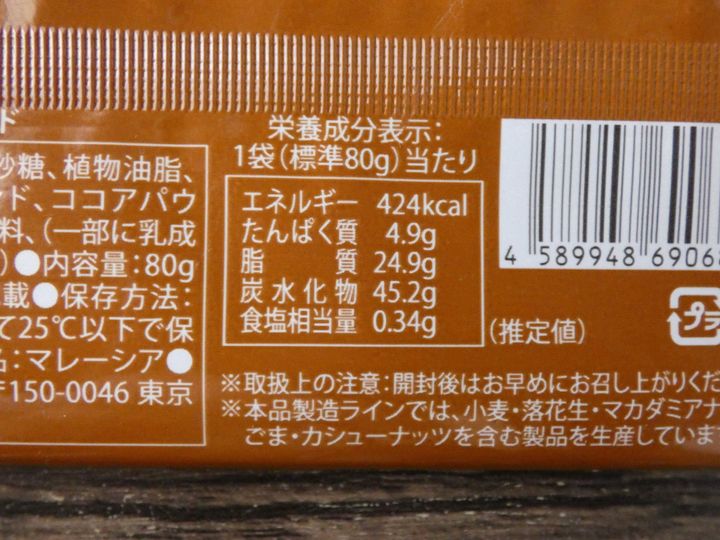 ド
砂糖、植物油脂、
ンド、ココアパウ
料、(一部に乳成
)●内容量:80g
載●保存方法:
て25℃以下で保
名:マレーシア●
〒150-0046 東京
栄養成分表示:
1袋(標準80g)当たり
エネルギー 424kcal
たんぱく質 4.9g
脂質 24.9g
炭水化物 45.2g
食塩相当量 0.34g
(推定値)
4 589948 69068
プラ
※取扱上の注意:開封後はお早めにお召し上がりくだ
※本品製造ラインでは、小麦・落花生・マカダミアナ
ごま・カシューナッツを含む製品を生産しています